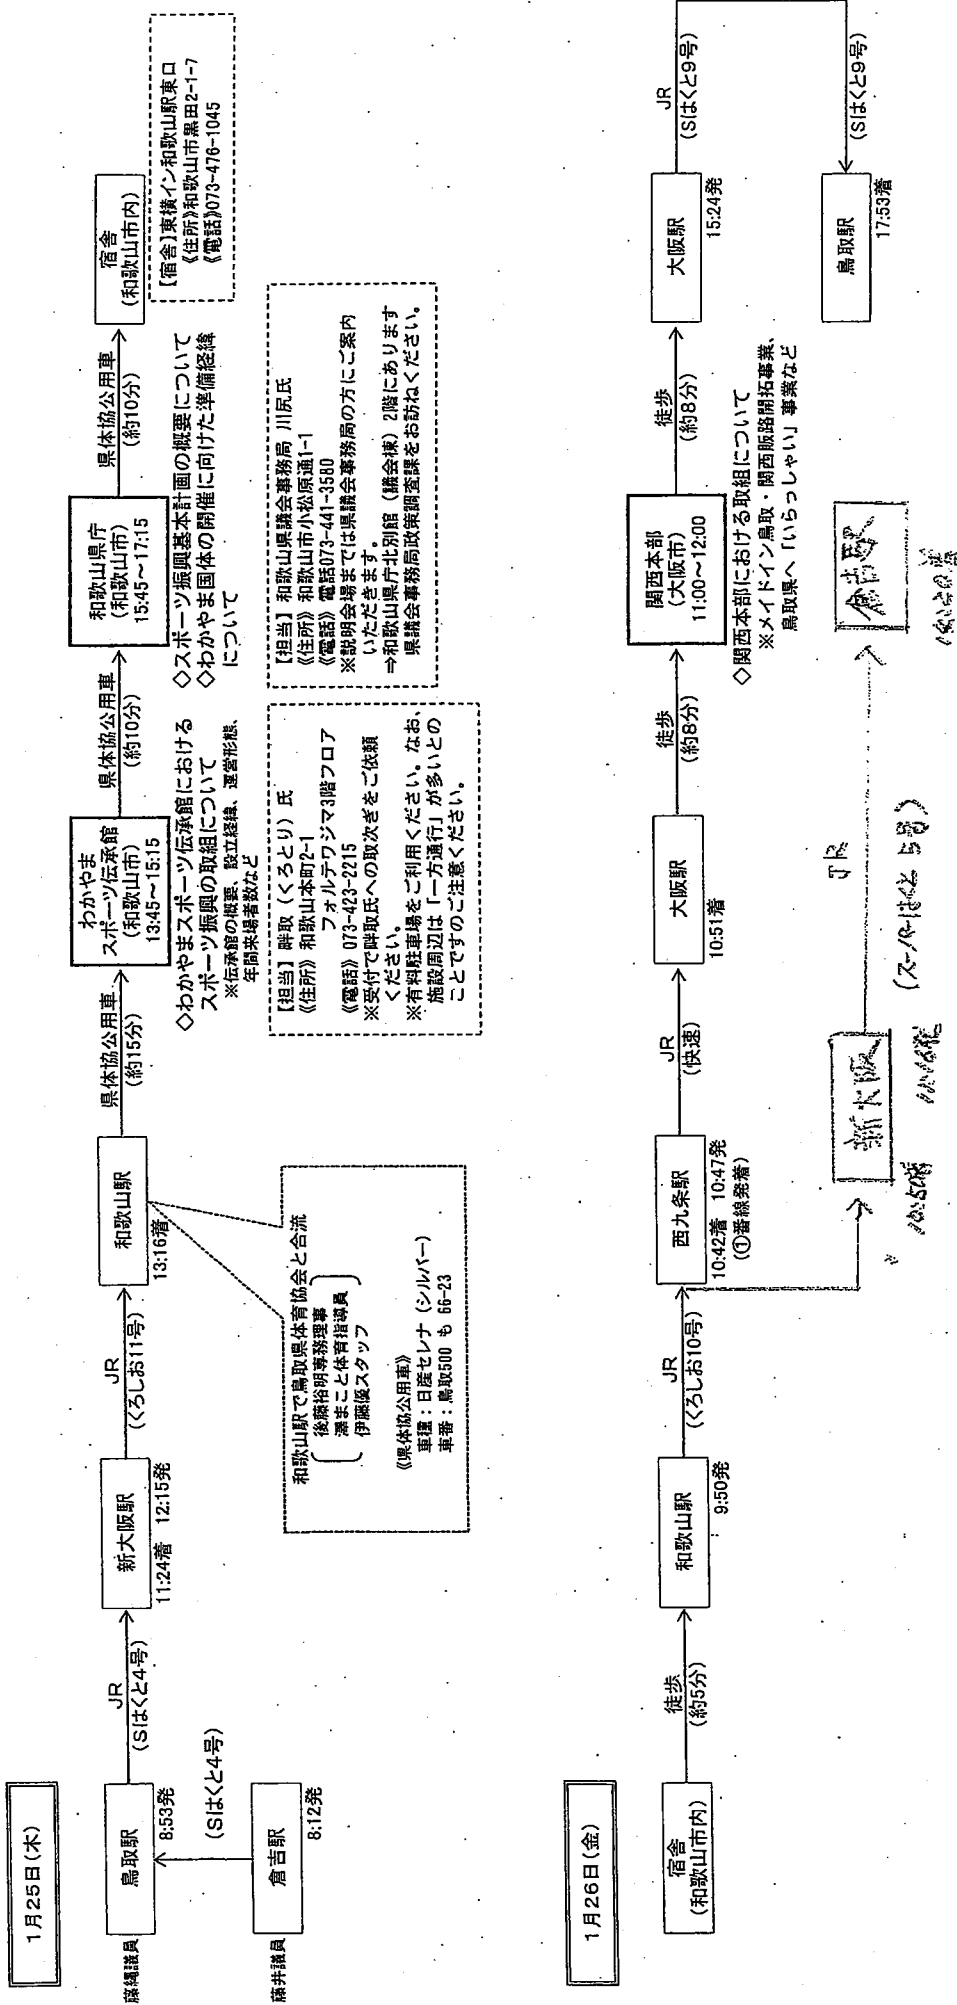 1月25日(木)
藤縄議員
鳥取駅
8:53発
藤井議員
倉吉駅
8:12発
(Sはくと4号)
JR
(Sはくと4号)
新大阪駅
11:24着 12:15発
JR
(くろしお11号)
和歌山駅
13:16着
和歌山駅で鳥取県体育協会と合流
後藤裕明専務理事
湯まこと体育指導員
伊藤優スタッフ
《県体協公用車》
車種：日産セレナ（シルバー）
車番：鳥取500 も 66-23
県体協公用車
(約15分)
わかやま
スポーツ伝承館
(和歌山市)
13:45～15:15
◇わかやまスポーツ伝承館における
スポーツ振興の取組について
※伝承館の概要、設立経緯、運営形態、
年間来場者数など
【担当】畔取（くろとり）氏
《住所》和歌山本町2-1
フォルテワジマ3階フロア
《電話》073-423-2215
※受付で畔取氏への取次ぎをご依頼
ください。
※有料駐車場をご利用ください。なお、
施設周辺は「一方通行」が多いとの
ことですのご注意ください。
県体協公用車
(約10分)
和歌山県庁
(和歌山市)
15:45～17:15
◇スポーツ振興基本計画の概要について
◇わかやま国体の開催に向けた準備経緯
について
【担当】和歌山県議会事務局 川尻氏
《住所》和歌山市小松原通1-1
《電話》電話073-441-3580
※説明会場までは県議会事務局の方にご案内
いただきます。
⇒和歌山県庁北別館（議会棟）2階にあります
県議会事務局政策調査課をお訪ねください。
県体協公用車
(約10分)
宿舎
(和歌山市内)
【宿舎】東横イン和歌山駅東口
《住所》和歌山市黒田2-1-7
《電話》073-476-1045
1月26日(金)
宿舎
(和歌山市内)
徒歩
(約5分)
和歌山駅
9:50発
JR
(くろしお10号)
西九条駅
10:42着 10:47発
(①番線発着)
JR
(快速)
大阪駅
10:51着
徒歩
(約8分)
関西本部
(大阪市)
11:00～12:00
◇関西本部における取組について
※メイドイン鳥取・関西販路開拓事業、
鳥取県へ「いらっしゃい」事業など
徒歩
(約8分)
大阪駅
15:24発
JR
(Sはくと9号)
(Sはくと9号)
鳥取駅
17:53着
新大阪
10:50着
JR
(スーパーはくと5号)
倉吉駅